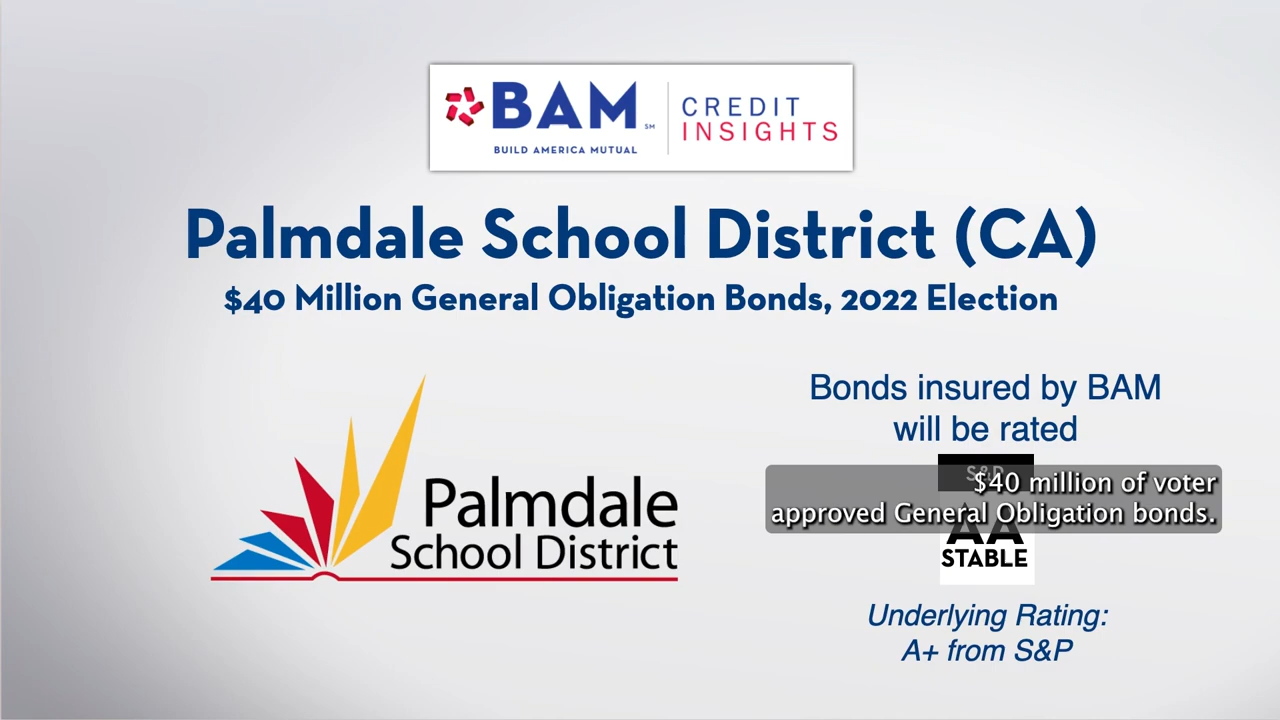 BAM SM
BUILD AMERICA MUTUAL
CREDIT
INSIGHTS
Palmdale School District (CA)
$40 Million General Obligation Bonds, 2022 Election
Palmdale
School District
Bonds insured by BAM
will be rated
S&P
$40 million of voter
approved General Obligation bonds.
AA
STABLE
Underlying Rating:
A+ from S&P